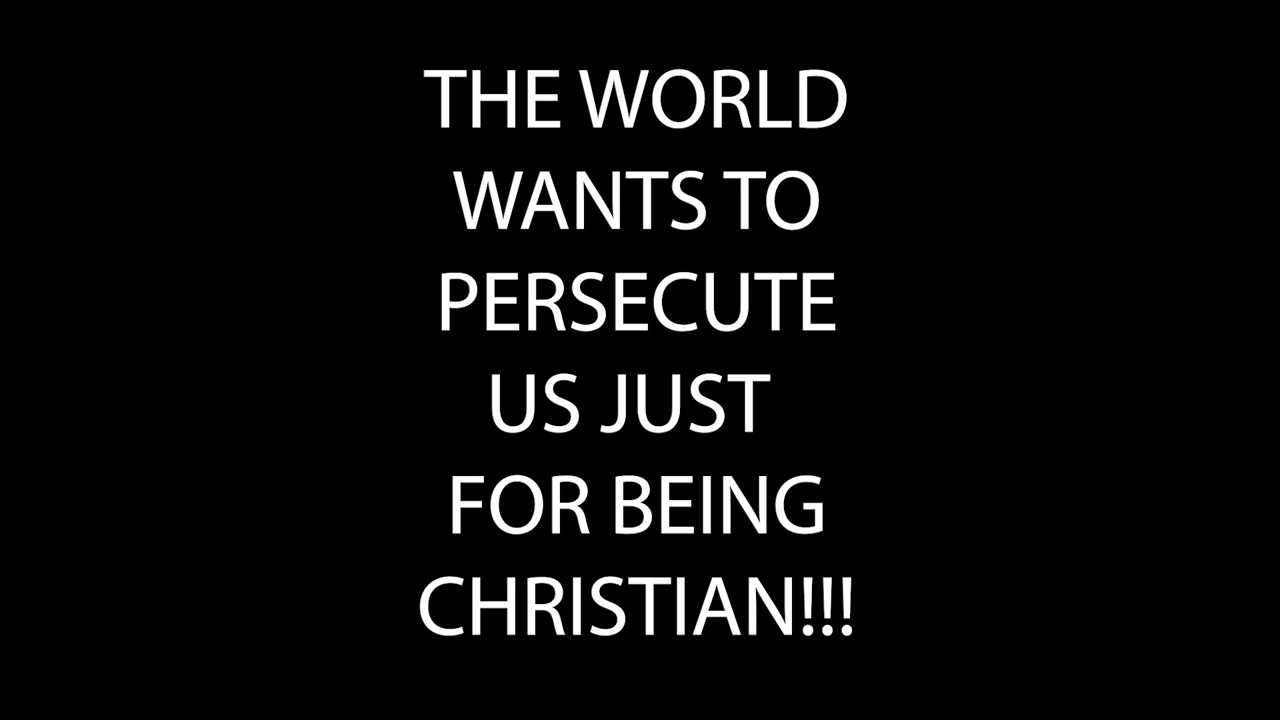 THE WORLD
WANTS TO
PERSECUTE
US JUST
FOR BEING
CHRISTIAN!!!